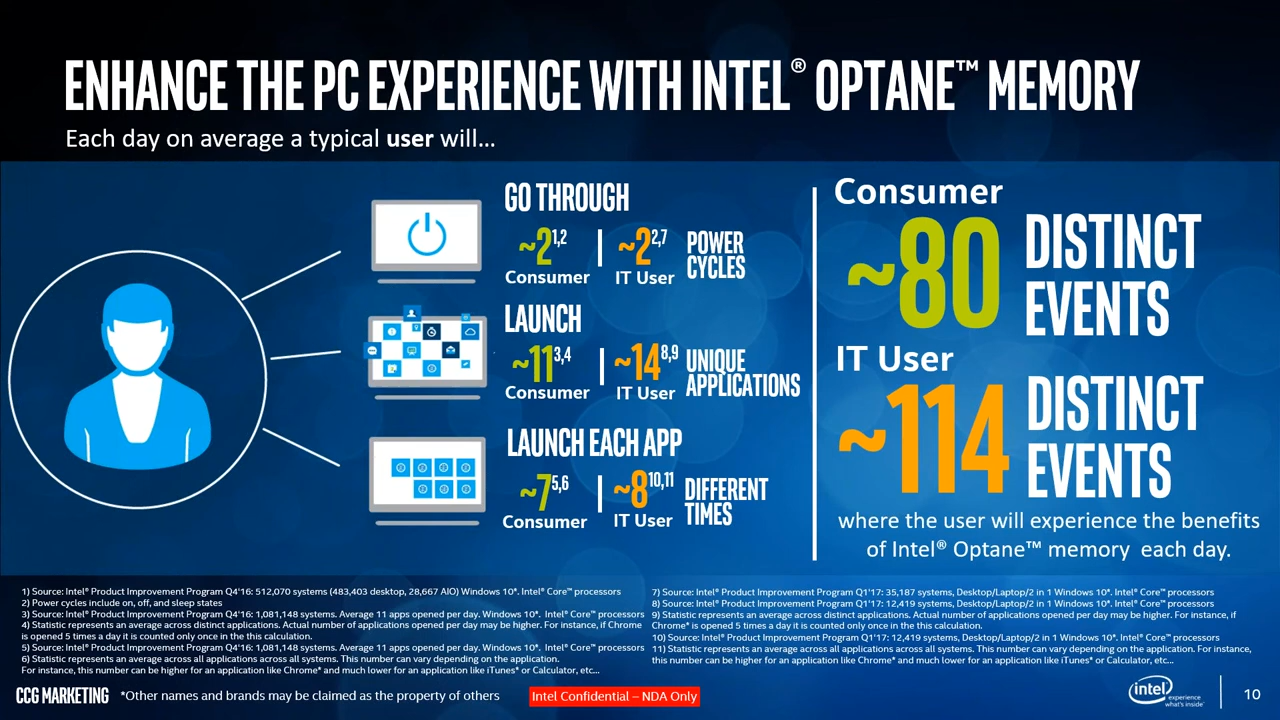 ENHANCE THE PC EXPERIENCE WITH INTEL® OPTANE™ MEMORY
Each day on average a typical user will...
GO THROUGH
~2 1,2 | ~2 2,7 POWER CYCLES
Consumer IT User
LAUNCH
~11 3,4 | ~14 8,9 UNIQUE APPLICATIONS
Consumer IT User
LAUNCH EACH APP
~7 5,6 | ~8 10,11 DIFFERENT TIMES
Consumer IT User
Consumer
~80 DISTINCT EVENTS
IT User
~114 DISTINCT EVENTS
where the user will experience the benefits
of Intel® Optane™ memory each day.
1) Source: Intel® Product Improvement Program Q4'16: 512,070 systems (483,403 desktop, 28,667 AIO) Windows 10*. Intel® Core™ processors
2) Power cycles include on, off, and sleep states
3) Source: Intel® Product Improvement Program Q4'16: 1,081,148 systems. Average 11 apps opened per day. Windows 10*. Intel® Core™ processors
4) Statistic represents an average across distinct applications. Actual number of applications opened per day may be higher. For instance, if Chrome
is opened 5 times a day it is counted only once in the this calculation.
5) Source: Intel® Product Improvement Program Q4'16: 1,081,148 systems. Average 11 apps opened per day. Windows 10*. Intel® Core™ processors
6) Statistic represents an average across all applications across all systems. This number can vary depending on the application.
For instance, this number can be higher for an application like Chrome* and much lower for an application like iTunes* or Calculator, etc...
7) Source: Intel® Product Improvement Program Q1'17: 35,187 systems, Desktop/Laptop/2 in 1 Windows 10*. Intel® Core™ processors
8) Source: Intel® Product Improvement Program Q1'17: 12,419 systems, Desktop/Laptop/2 in 1 Windows 10*. Intel® Core™ processors
9) Statistic represents an average across distinct applications. Actual number of applications opened per day may be higher. For instance, if
Chrome* is opened 5 times a day it is counted only once in the this calculation.
10) Source: Intel® Product Improvement Program Q1'17: 12,419 systems, Desktop/Laptop/2 in 1 Windows 10*. Intel® Core™ processors
11) Statistic represents an average across all applications across all systems. This number can vary depending on the application. For instance,
this number can be higher for an application like Chrome* and much lower for an application like iTunes* or Calculator, etc...
CCG MARKETING *Other names and brands may be claimed as the property of others
Intel Confidential – NDA Only
intel experience what's inside™
10